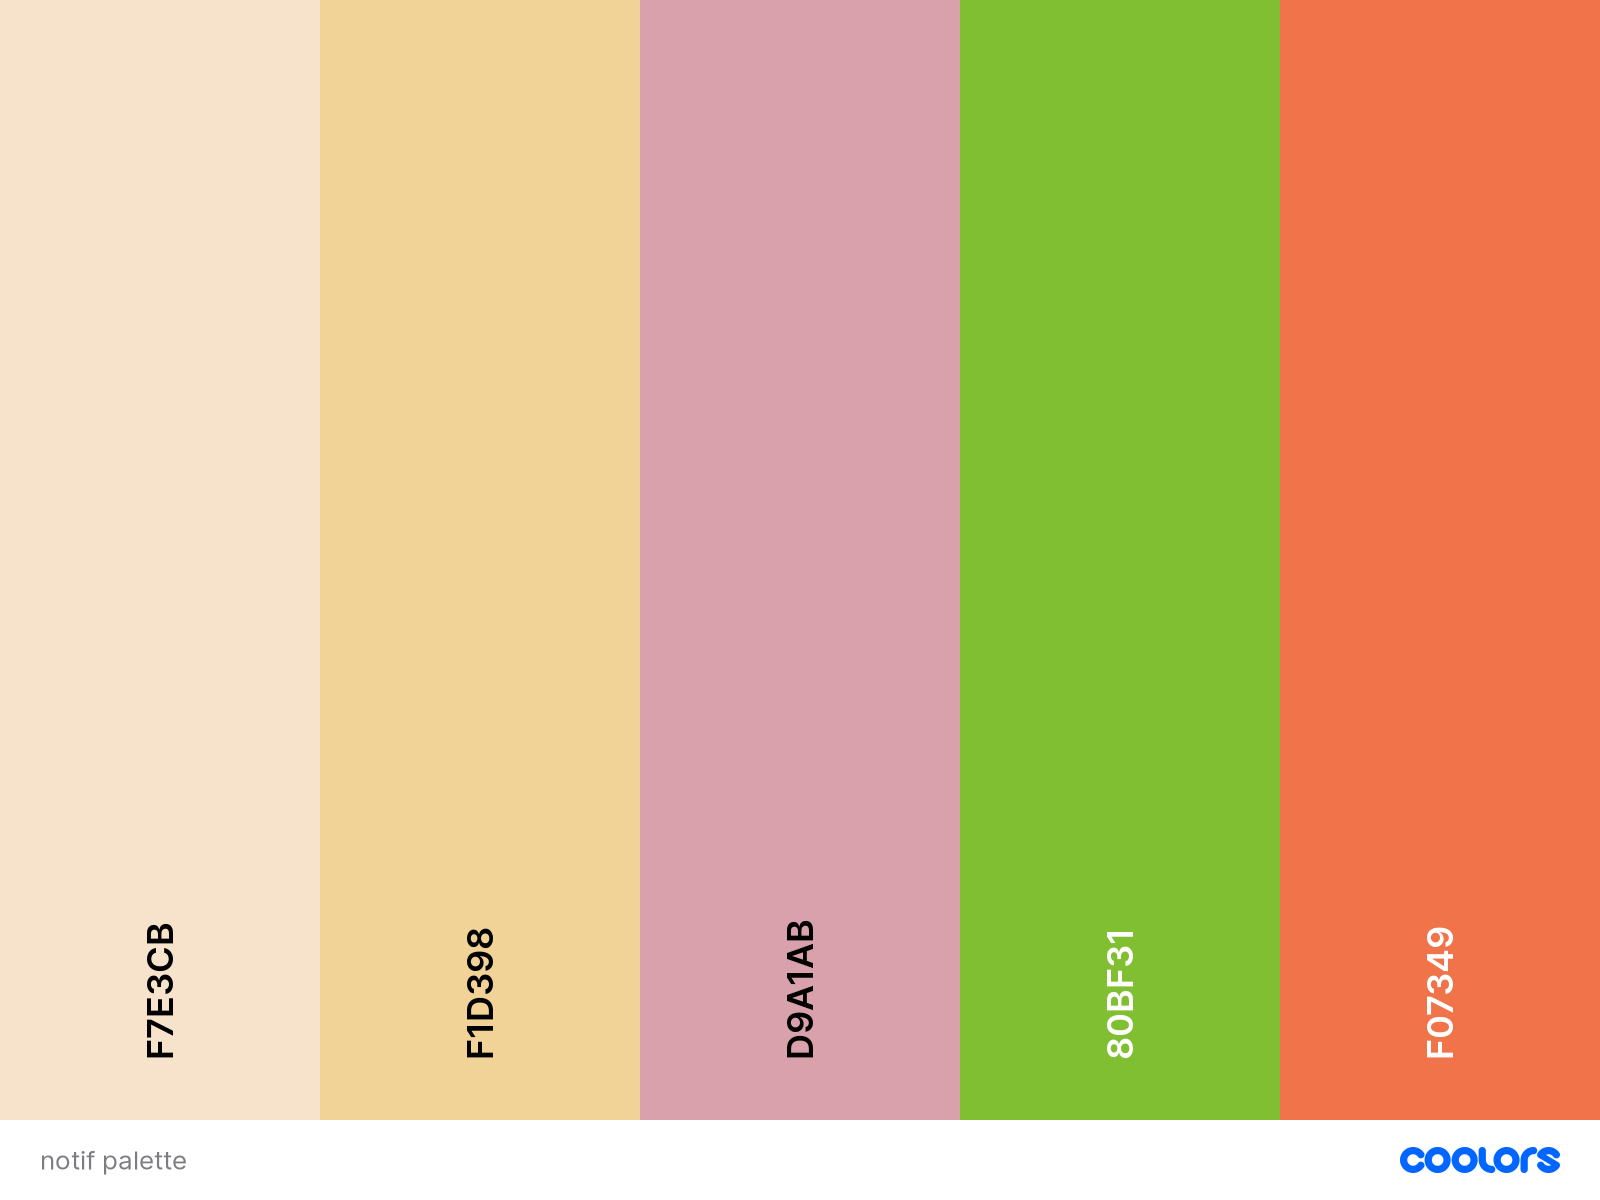 F7E3CB
F1D398
D9A1AB
80BF31
F07349
notif palette
coolors